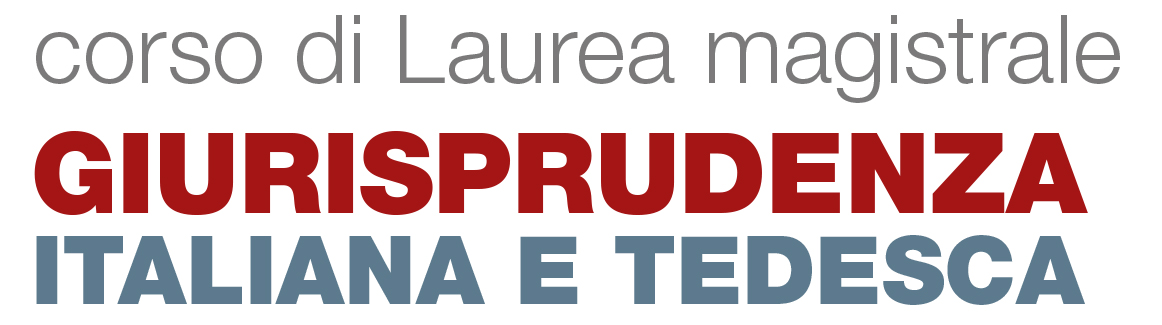 corso di Laurea magistrale
GIURISPRUDENZA
ITALIANA E TEDESCA